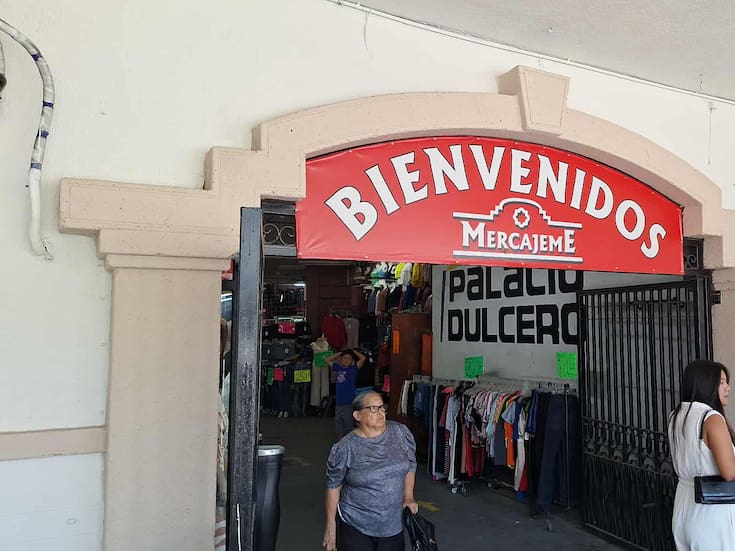 BIENVENIDOS
MERCAJEME
PALACIO
DULCERO